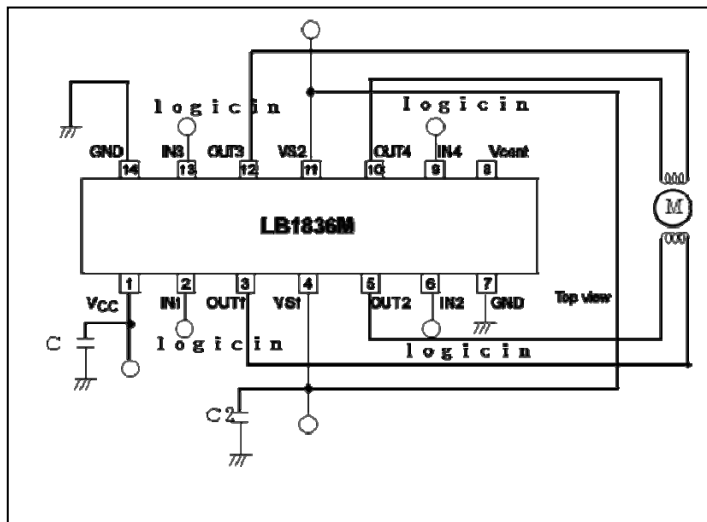 logicin logicin
GND IN3 OUT3 VS2 OUT4 IN4 Vcont
14 13 12 11 10 9 8
M
LB1836M
1 2 3 4 5 6 7
VCC IN1 OUT1 VS1 OUT2 IN2 GND Top view
C logicin logicin
C2